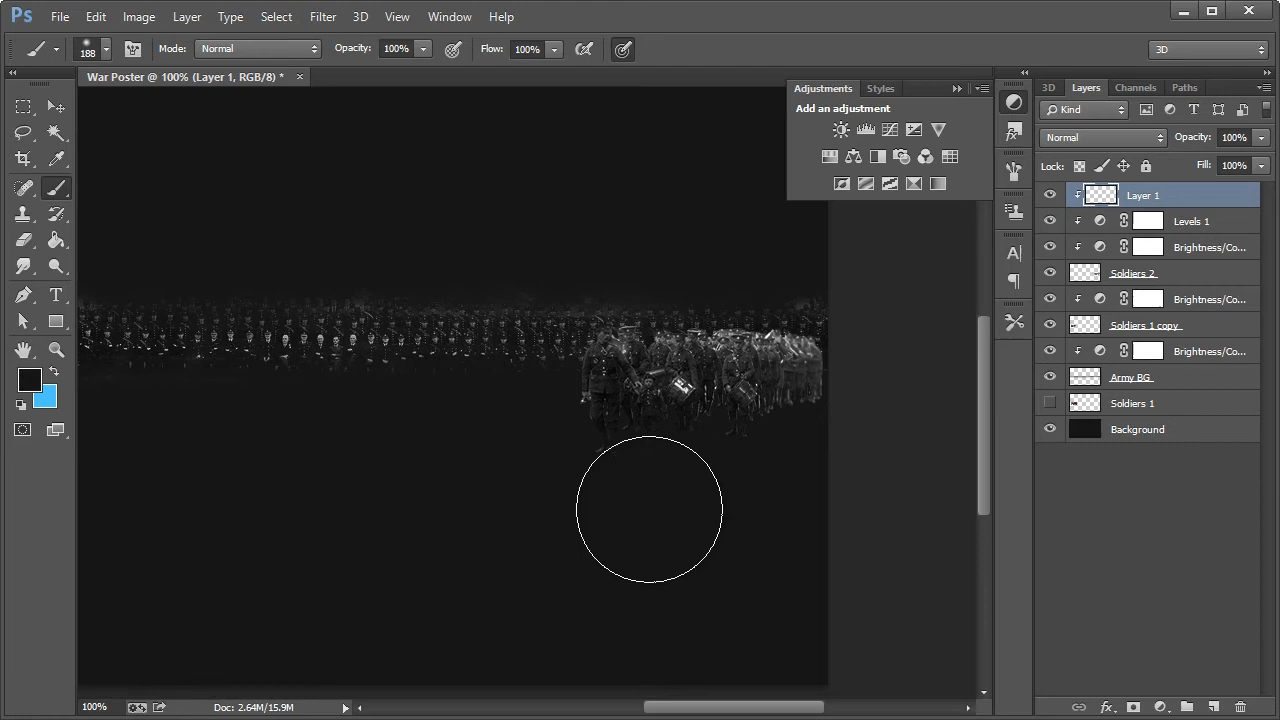 Ps File Edit Image Layer Type Select Filter 3D View Window Help
188 Mode: Normal Opacity: 100% Flow: 100% 3D
War Poster @ 100% (Layer 1, RGB/8) * ×
Adjustments Styles
Add an adjustment
3D Layers Channels Paths
Kind
Normal Opacity: 100%
Lock: Fill: 100%
Layer 1
Levels 1
Brightness/Co...
Soldiers 2
Brightness/Co...
Soldiers 1 copy
Brightness/Co...
Army BG
Soldiers 1
Background
100% Doc: 2.64M/15.9M